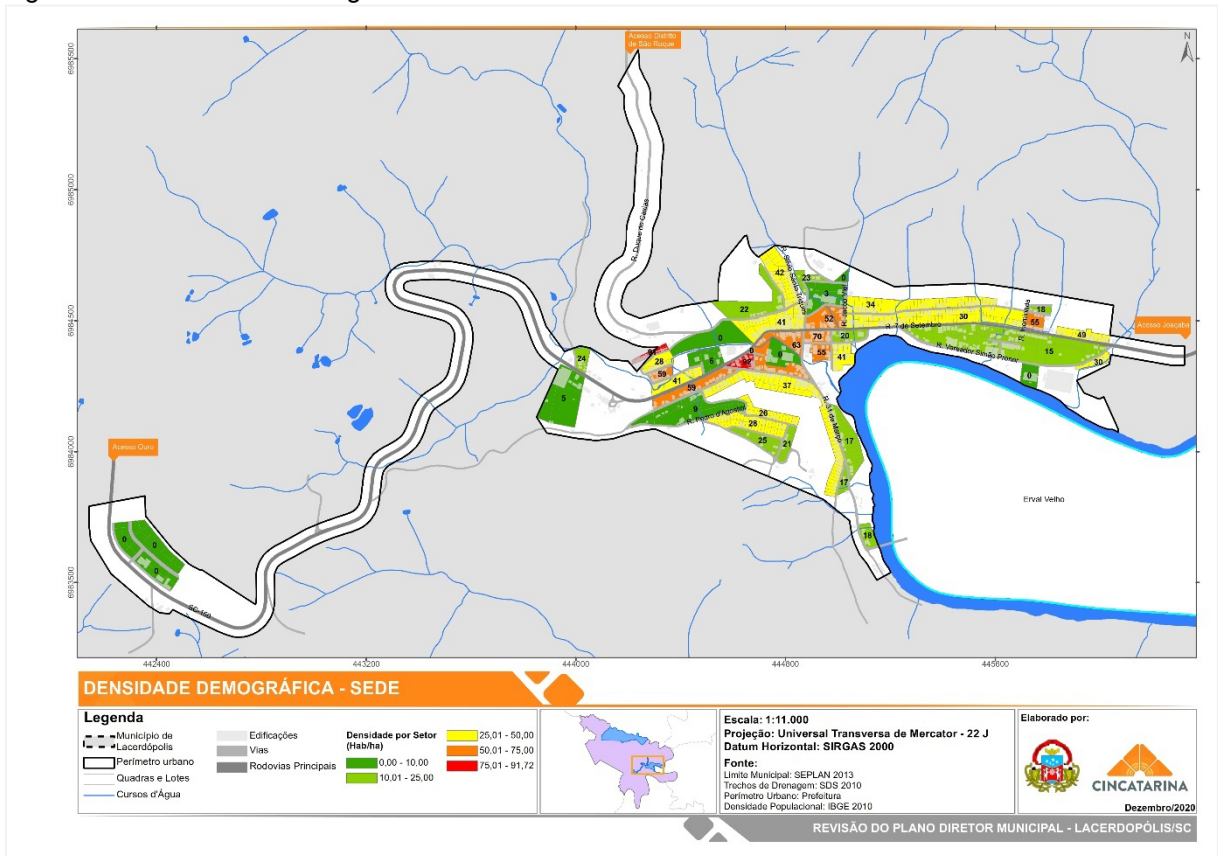 Acesso Distrito
de São Roque
N
6985500
6985000
6984500
6984000
6983500
R. Duque de Caxias
42
23
0
3
22
41
52
34
30
R. 7 de Setembro
18
55
49
Acesso Joaçaba
0
70
20
63
0
6
92
0
55
41
R. Vereador Simão Proner
15
30
0
24
28
59
41
59
5
9
37
R. Pedro d'Agostini
26
28
25
21
R. 31 de Março
17
17
18
Acesso Ouro
0
0
0
SC-150
Erval Velho
442400
443200
444000
444800
445600
DENSIDADE DEMOGRÁFICA - SEDE
Legenda
Município de
Lacerdópolis
Perímetro urbano
Quadras e Lotes
Cursos d'Água
Edificações
Vias
Rodovias Principais
Densidade por Setor
(Hab/ha)
0,00 - 10,00
10,01 - 25,00
25,01 - 50,00
50,01 - 75,00
75,01 - 91,72
Escala: 1:11.000
Projeção: Universal Transversa de Mercator - 22 J
Datum Horizontal: SIRGAS 2000
Fonte:
Limite Municipal: SEPLAN 2013
Trechos de Drenagem: SDS 2010
Perímetro Urbano: Prefeitura
Densidade Populacional: IBGE 2010
Elaborado por:
CINCATARINA
Dezembro/2020
REVISÃO DO PLANO DIRETOR MUNICIPAL - LACERDÓPOLIS/SC